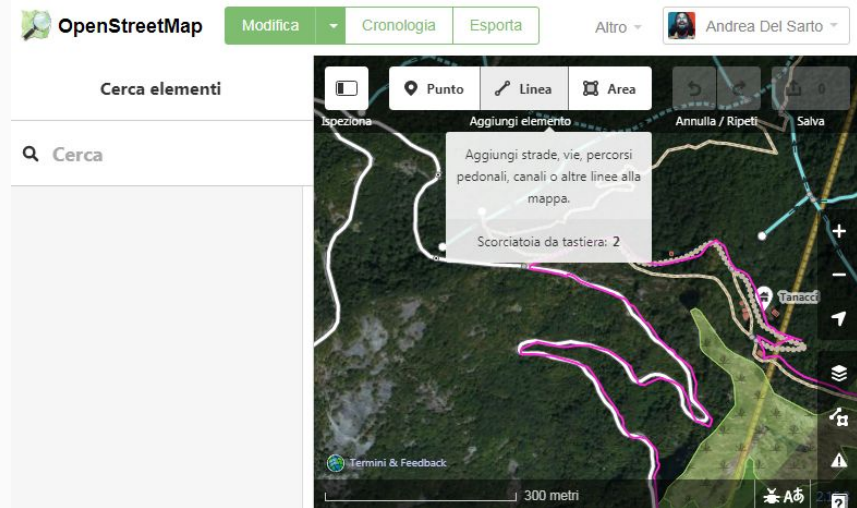 OpenStreetMap
Modifica
Cronologia
Esporta
Altro
Andrea Del Sarto
Cerca elementi
Cerca
Punto
Linea
Area
0
Ispeziona
Aggiungi elemento
Annulla / Ripeti
Salva
Aggiungi strade, vie, percorsi
pedonali, canali o altre linee alla
mappa.
Scorciatoia da tastiera: 2
Tanacci
Termini & Feedback
300 metri
Aあ